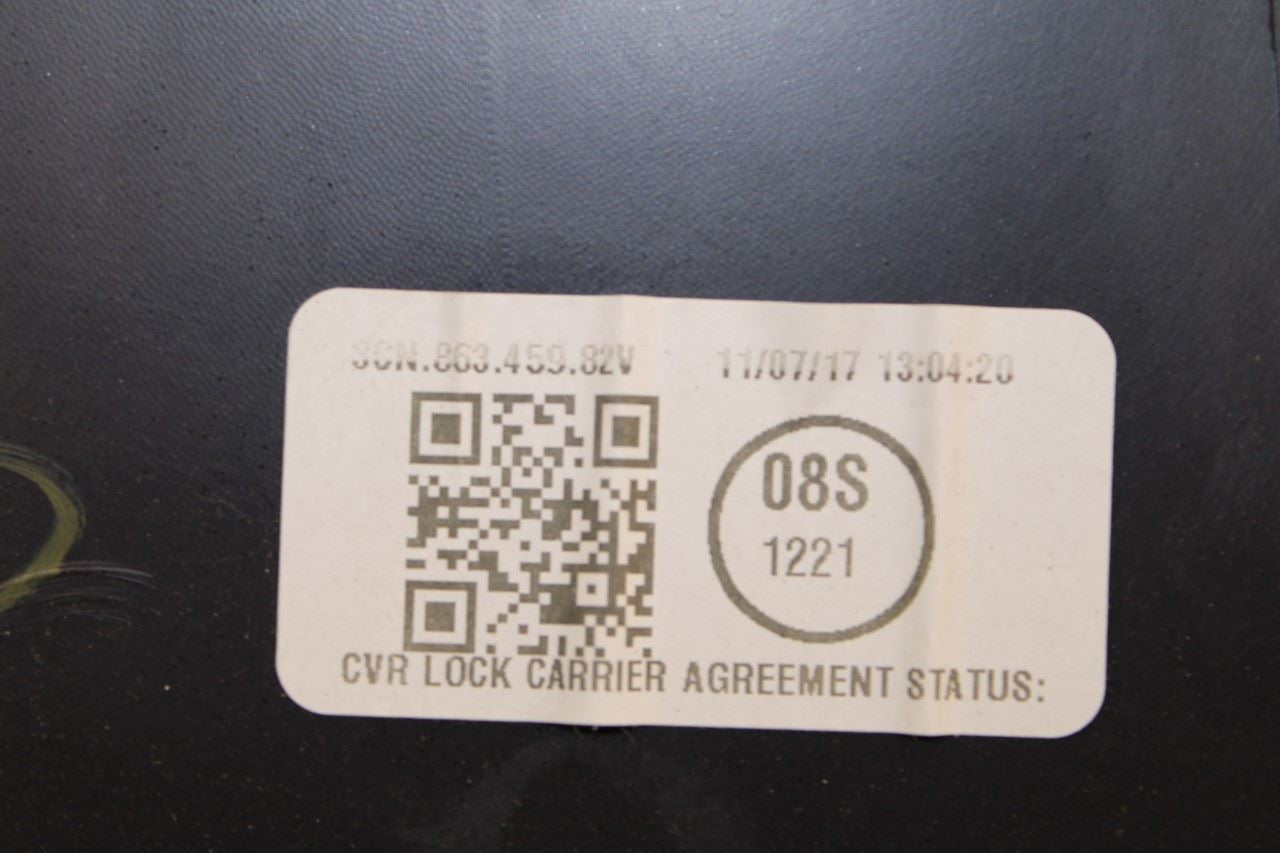 3CN.863.459.82V 11/07/17 13:04:20
08S
1221
CVR LOCK CARRIER AGREEMENT STATUS: